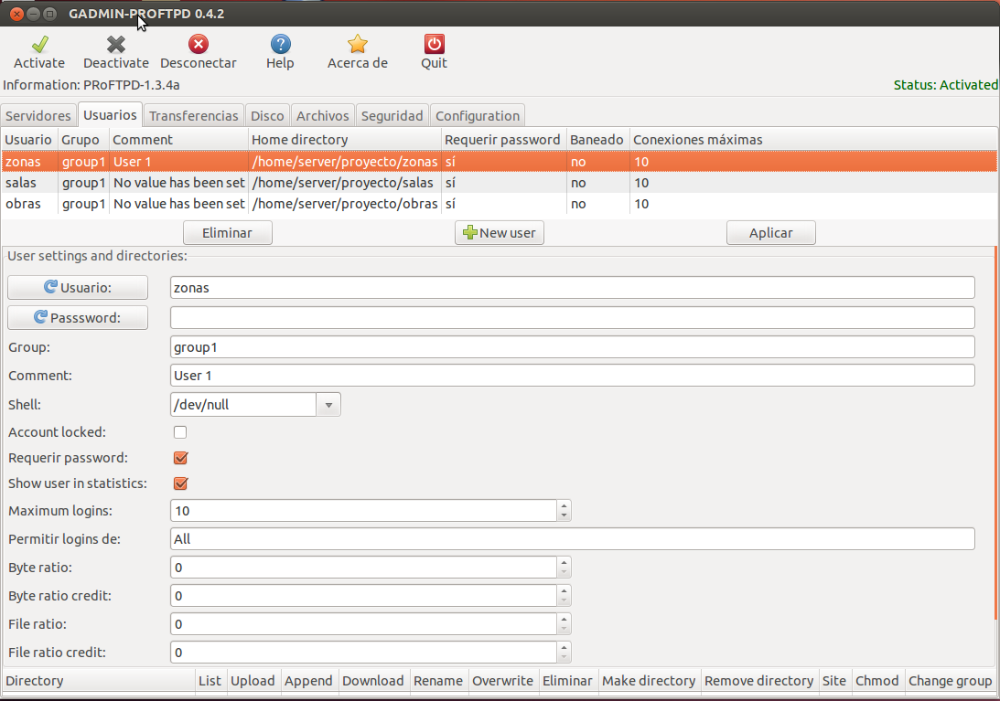 GADMIN-PROFTPD 0.4.2
Activate Deactivate Desconectar Help Acerca de Quit
Information: PRoFTPD-1.3.4a Status: Activated
Servidores Usuarios Transferencias Disco Archivos Seguridad Configuration
Usuario Grupo Comment Home directory Requerir password Baneado Conexiones máximas
zonas group1 User 1 /home/server/proyecto/zonas sí no 10
salas group1 No value has been set /home/server/proyecto/salas sí no 10
obras group1 No value has been set /home/server/proyecto/obras sí no 10
Eliminar New user Aplicar
User settings and directories:
Usuario: zonas
Passsword:
Group: group1
Comment: User 1
Shell: /dev/null
Account locked:
Requerir password:
Show user in statistics:
Maximum logins: 10
Permitir logins de: All
Byte ratio: 0
Byte ratio credit: 0
File ratio: 0
File ratio credit: 0
Directory List Upload Append Download Rename Overwrite Eliminar Make directory Remove directory Site Chmod Change group